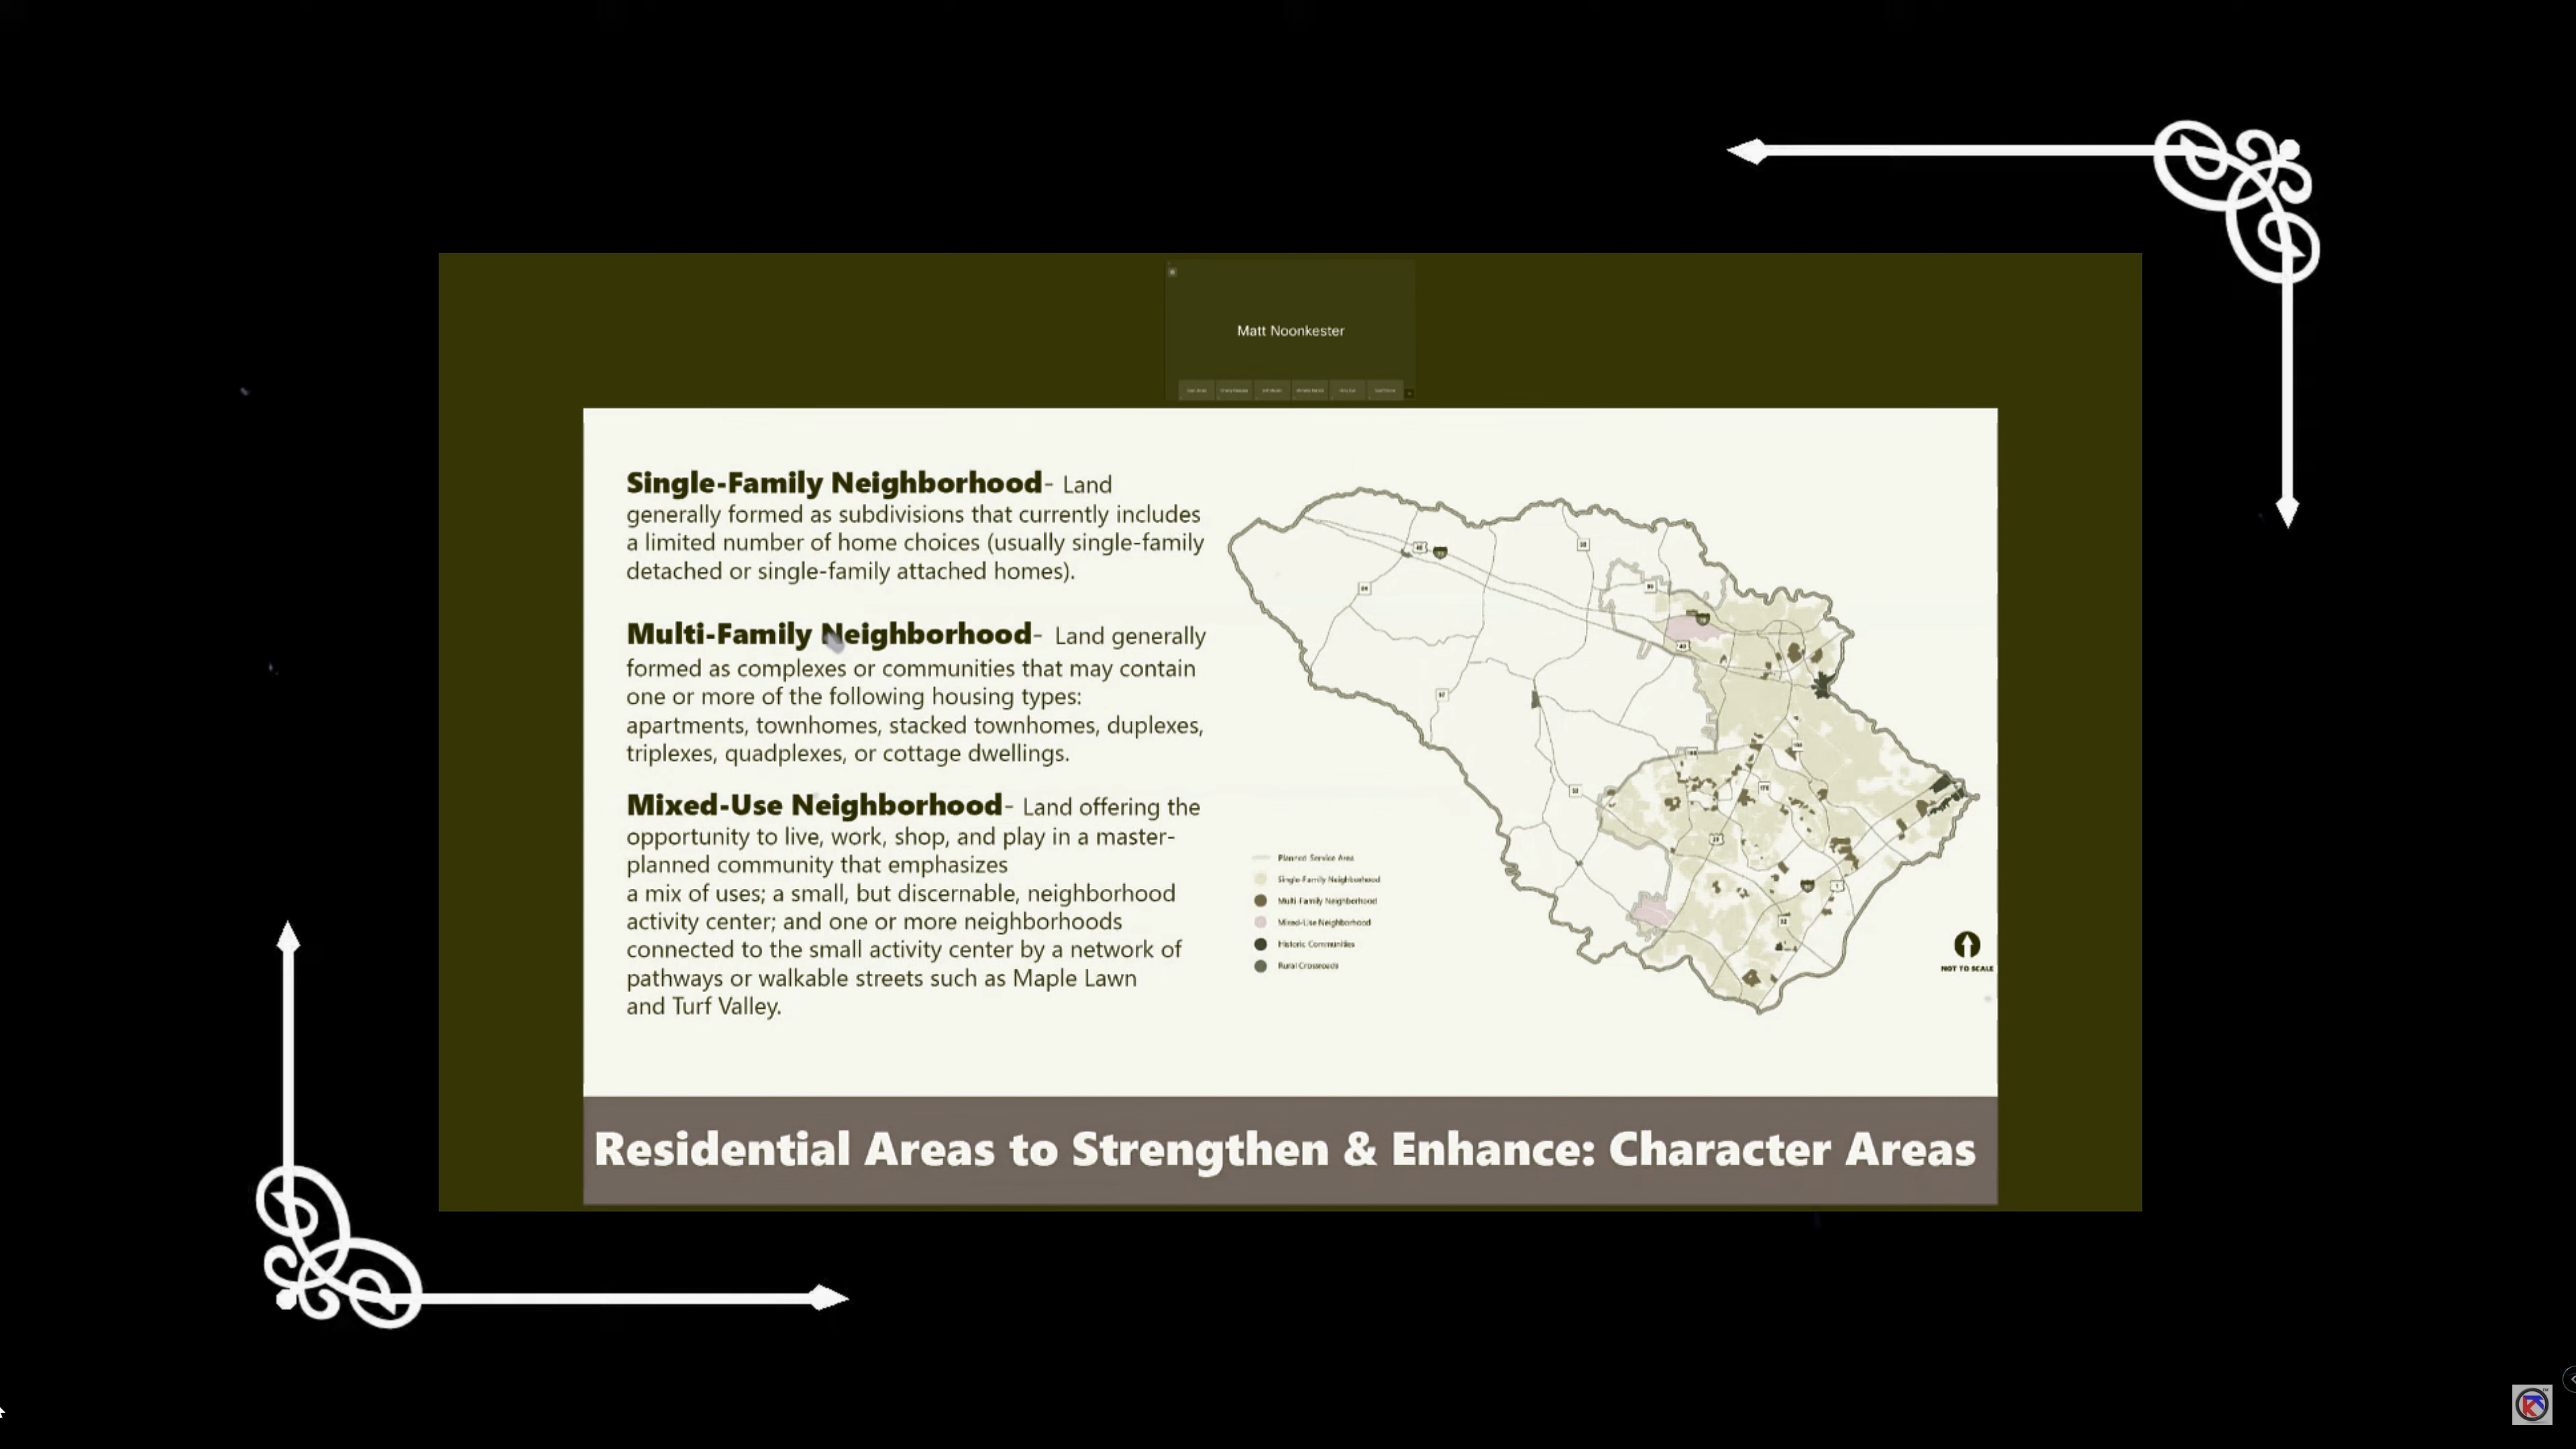 Matt Noonkester
Single-Family Neighborhood- Land
generally formed as subdivisions that currently includes
a limited number of home choices (usually single-family
detached or single-family attached homes).
Multi-Family Neighborhood- Land generally
formed as complexes or communities that may contain
one or more of the following housing types:
apartments, townhomes, stacked townhomes, duplexes,
triplexes, quadplexes, or cottage dwellings.
Mixed-Use Neighborhood- Land offering the
opportunity to live, work, shop, and play in a master-
planned community that emphasizes
a mix of uses; a small, but discernable, neighborhood
activity center; and one or more neighborhoods
connected to the small activity center by a network of
pathways or walkable streets such as Maple Lawn
and Turf Valley.
Planned Service Area
Single-Family Neighborhood
Multi-Family Neighborhood
Mixed-Use Neighborhood
Historic Communities
Rural Crossroads
NOT TO SCALE
Residential Areas to Strengthen & Enhance: Character Areas